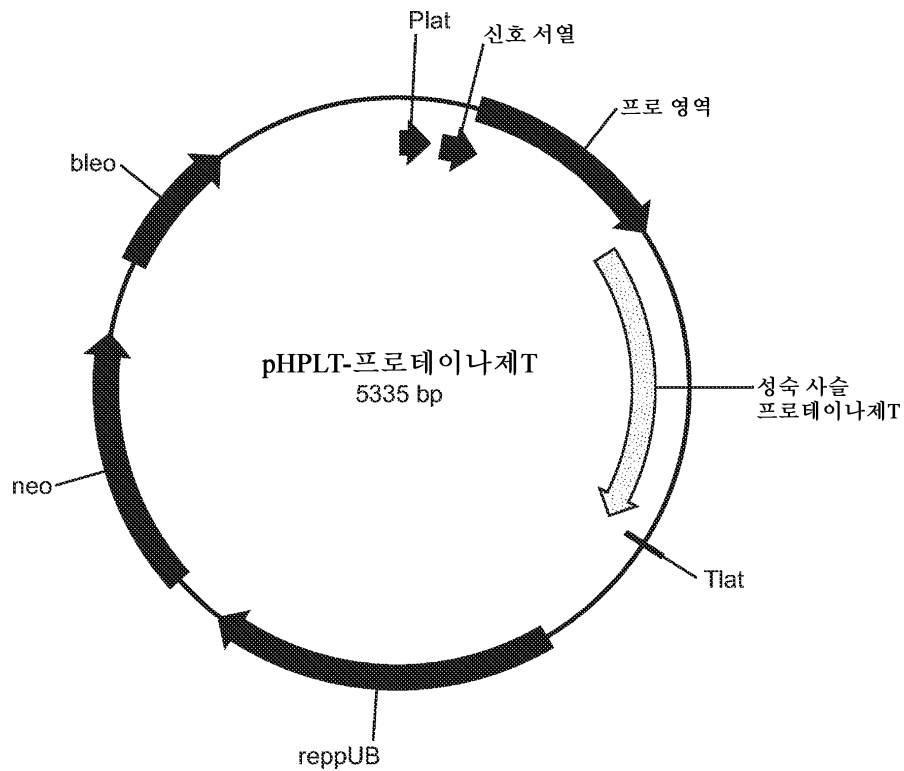 Plat
신호 서열
프로 영역
bleo
pHPLT-프로테이나제T
5335 bp
성숙 사슬
프로테이나제T
neo
Tlat
reppUB